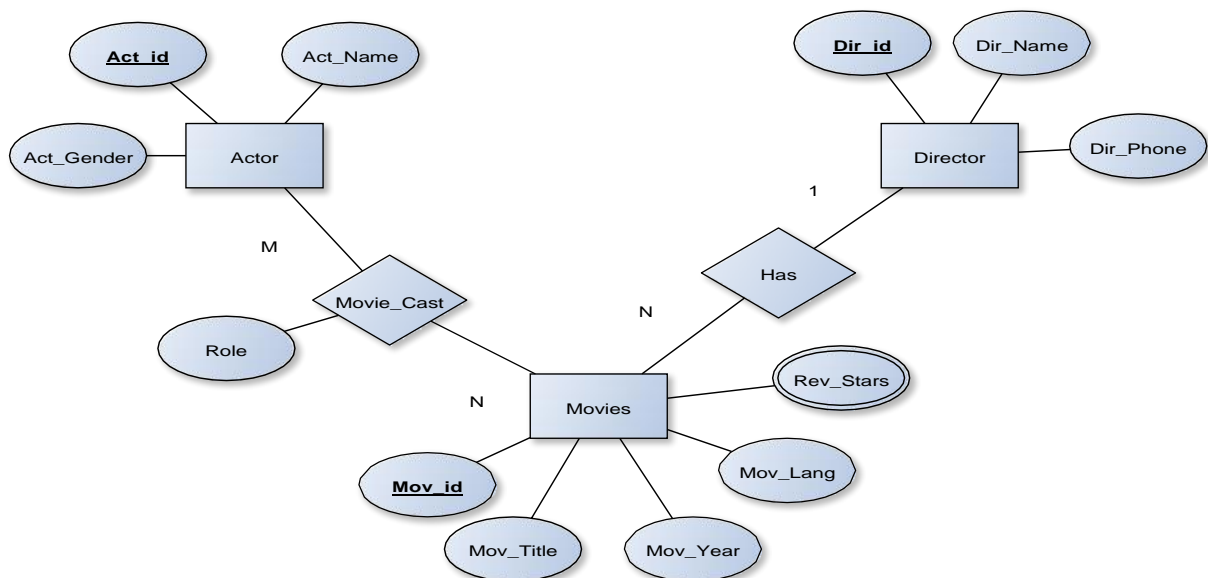 Act_id
Act_Name
Dir_id
Dir_Name
Act_Gender
Actor
Director
Dir_Phone
1
M
Has
Movie_Cast
N
Role
Rev_Stars
N
Movies
Mov_Lang
Mov_id
Mov_Title
Mov_Year